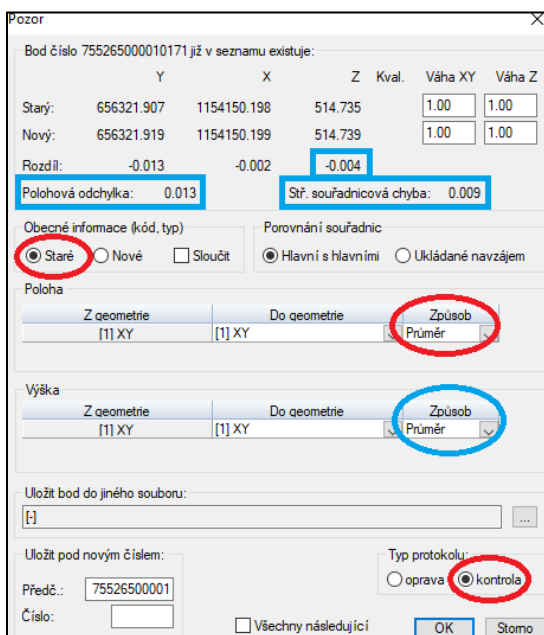 Pozor
Bod číslo 755265000010171 již v seznamu existuje:
Y X Z Kval. Váha XY Váha Z
Starý: 656321.907 1154150.198 514.735 1.00 1.00
Nový: 656321.919 1154150.199 514.739 1.00 1.00
Rozdíl: -0.013 -0.002 -0.004
Polohová odchylka: 0.013 Stř. souřadnicová chyba: 0.009
Obecné informace (kód, typ) Porovnání souřadnic
Staré Nové Sloučit Hlavní s hlavními Ukládané navzájem
Poloha
Z geometrie Do geometrie Způsob
[1] XY [1] XY Průměr
Výška
Z geometrie Do geometrie Způsob
[1] XY [1] XY Průměr
Uložit bod do jiného souboru:
[-] ...
Uložit pod novým číslem: Typ protokolu:
oprava kontrola
Předč.: 75526500001
Číslo:
Všechny následující OK Storno